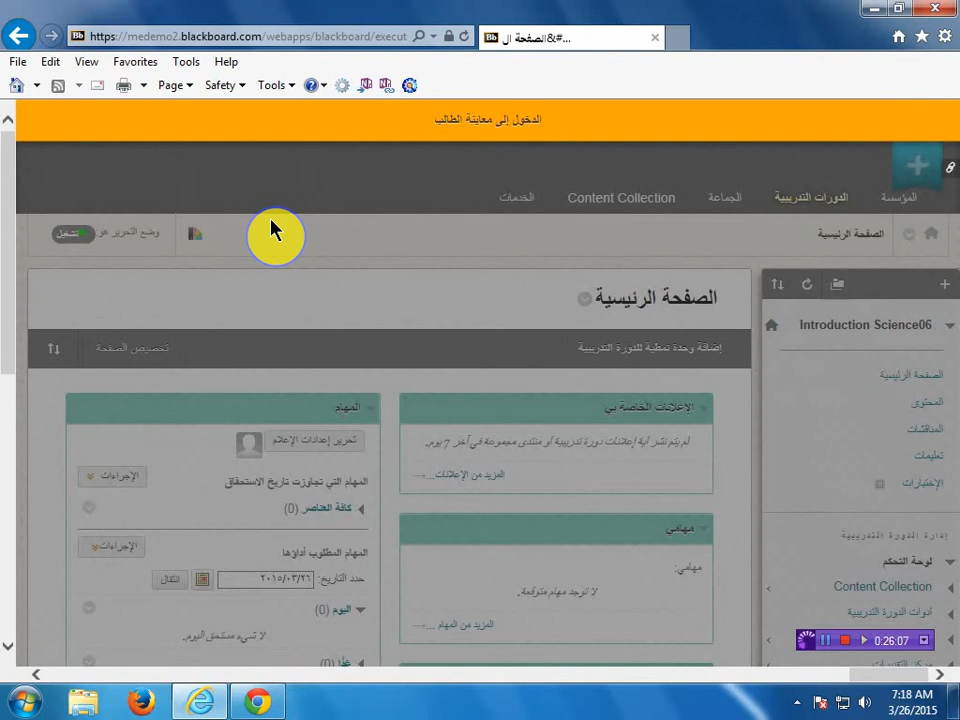 https://medemo2.blackboard.com/webapps/blackboard/execut
الصفحة ال&#...
File Edit View Favorites Tools Help
Page Safety Tools
الدخول إلى معاينة الطالب
المؤسسة الدورات التدريبية الجماعة Content Collection الخدمات
الصفحة الرئيسية
وضع التحرير هو: تشغيل
الصفحة الرئيسية
إضافة وحدة نمطية للدورة التدريبية
تخصيص الصفحة
Introduction Science06
الصفحة الرئيسية
المحتوى
المناقشات
تعليمات
الإختبارات
إدارة الدورة التدريبية
لوحة التحكم
Content Collection
أدوات الدورة التدريبية
الإعلانات الخاصة بي
لم يتم نشر أية إعلانات دورة تدريبية أو منتدى مجموعة في آخر 7 يوم.
المزيد من الإعلانات...
مهامي
مهامي:
لا توجد مهام متوقعة.
المزيد من المهام...
المهام
تحرير إعدادات الإعلام
المهام التي تجاوزت تاريخ الاستحقاق
الإجراءات
كافة العناصر (0)
المهام المطلوب أداؤها
الإجراءات
حدد التاريخ: ٢٠١٥/٠٣/٢٦ انتقال
اليوم (0)
لا شيء مستحق اليوم.
غدًا (0)
0:26:07
7:18 AM
3/26/2015